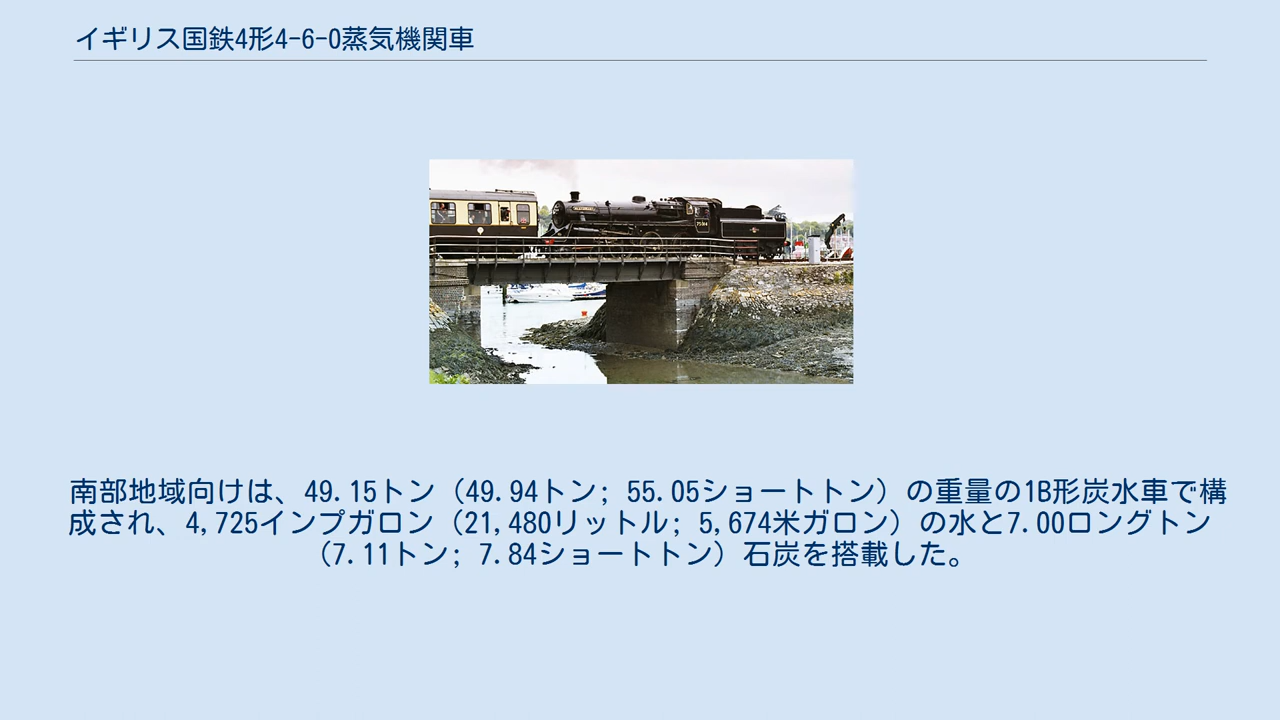 イギリス国鉄4形4-6-0蒸気機関車
南部地域向けは、49.15トン（49.94トン; 55.05ショートトン）の重量の1B形炭水車で構
成され、4,725インプガロン（21,480リットル; 5,674米ガロン）の水と7.00ロングトン
（7.11トン; 7.84ショートトン）石炭を搭載した。